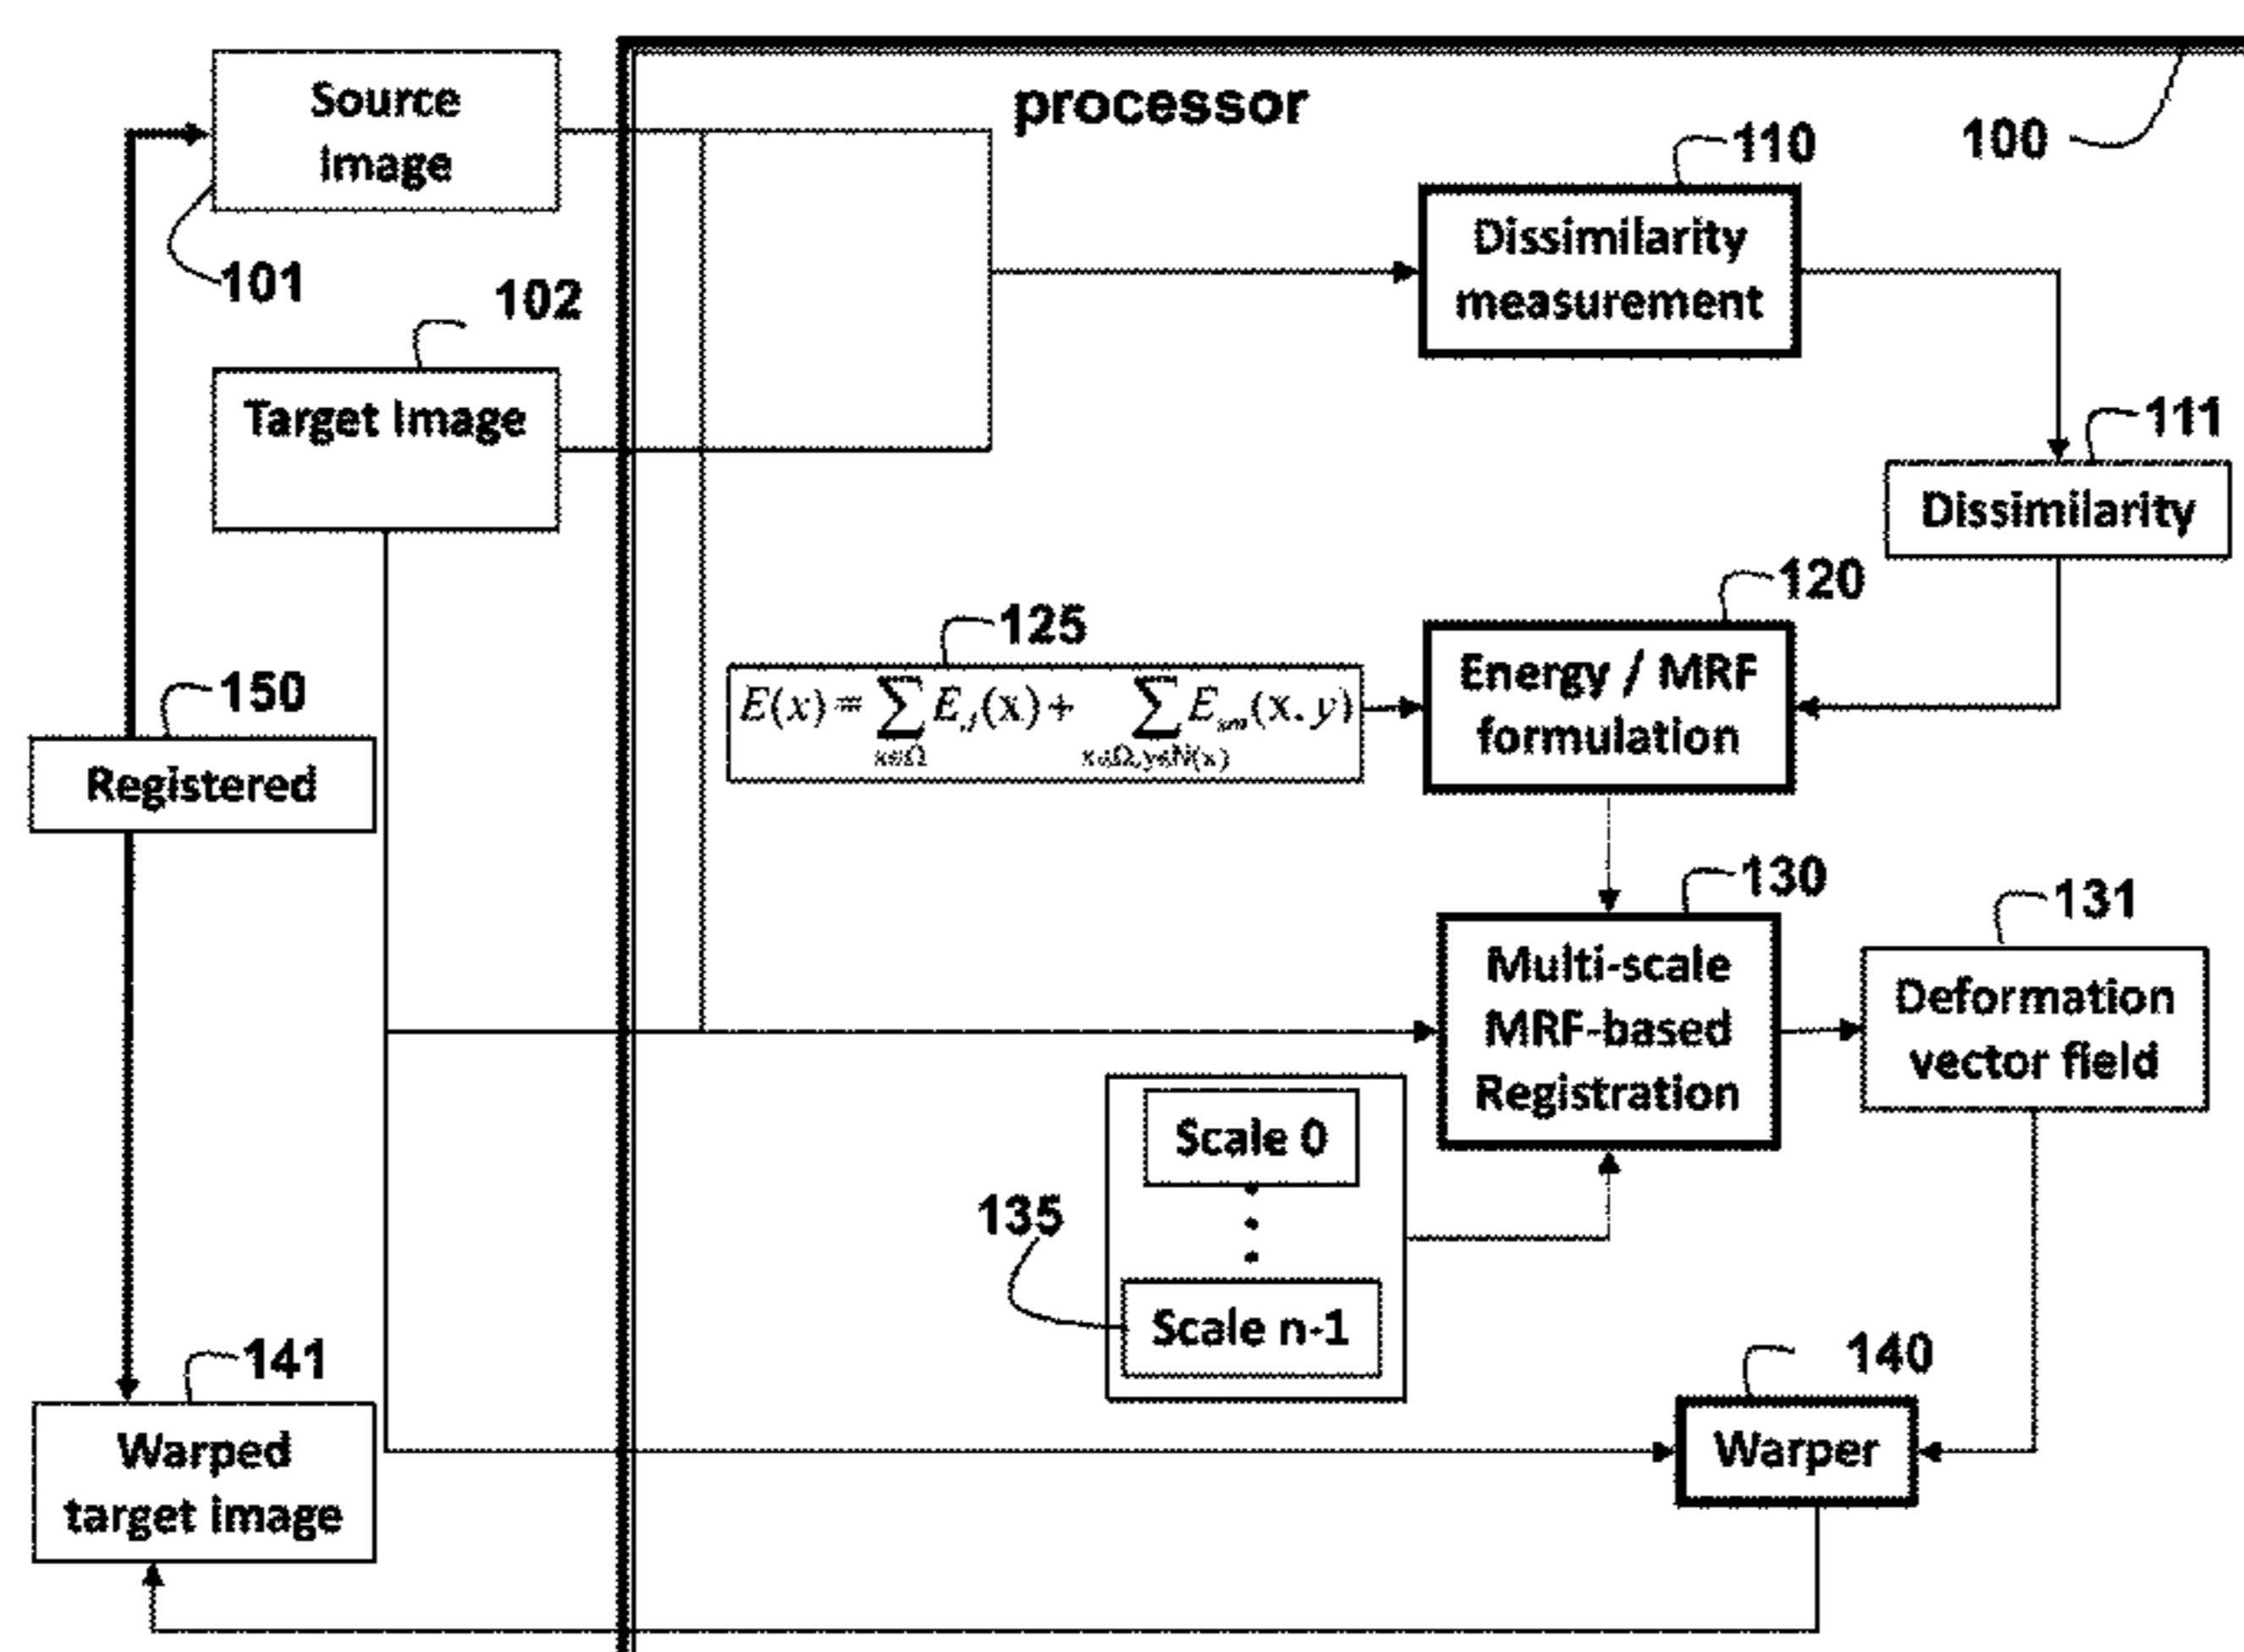 processor
100
Source
Image
101
102
Target Image
110
Dissimilarity
measurement
111
Dissimilarity
120
Energy / MRF
formulation
125
E(x) = ∑ E_d(x) + ∑ E_sm(x, y)
x∈Ω x∈Ω,y∈N(x)
150
Registered
130
Multi-scale
MRF-based
Registration
131
Deformation
vector field
135
Scale 0
Scale n-1
140
Warper
141
Warped
target image